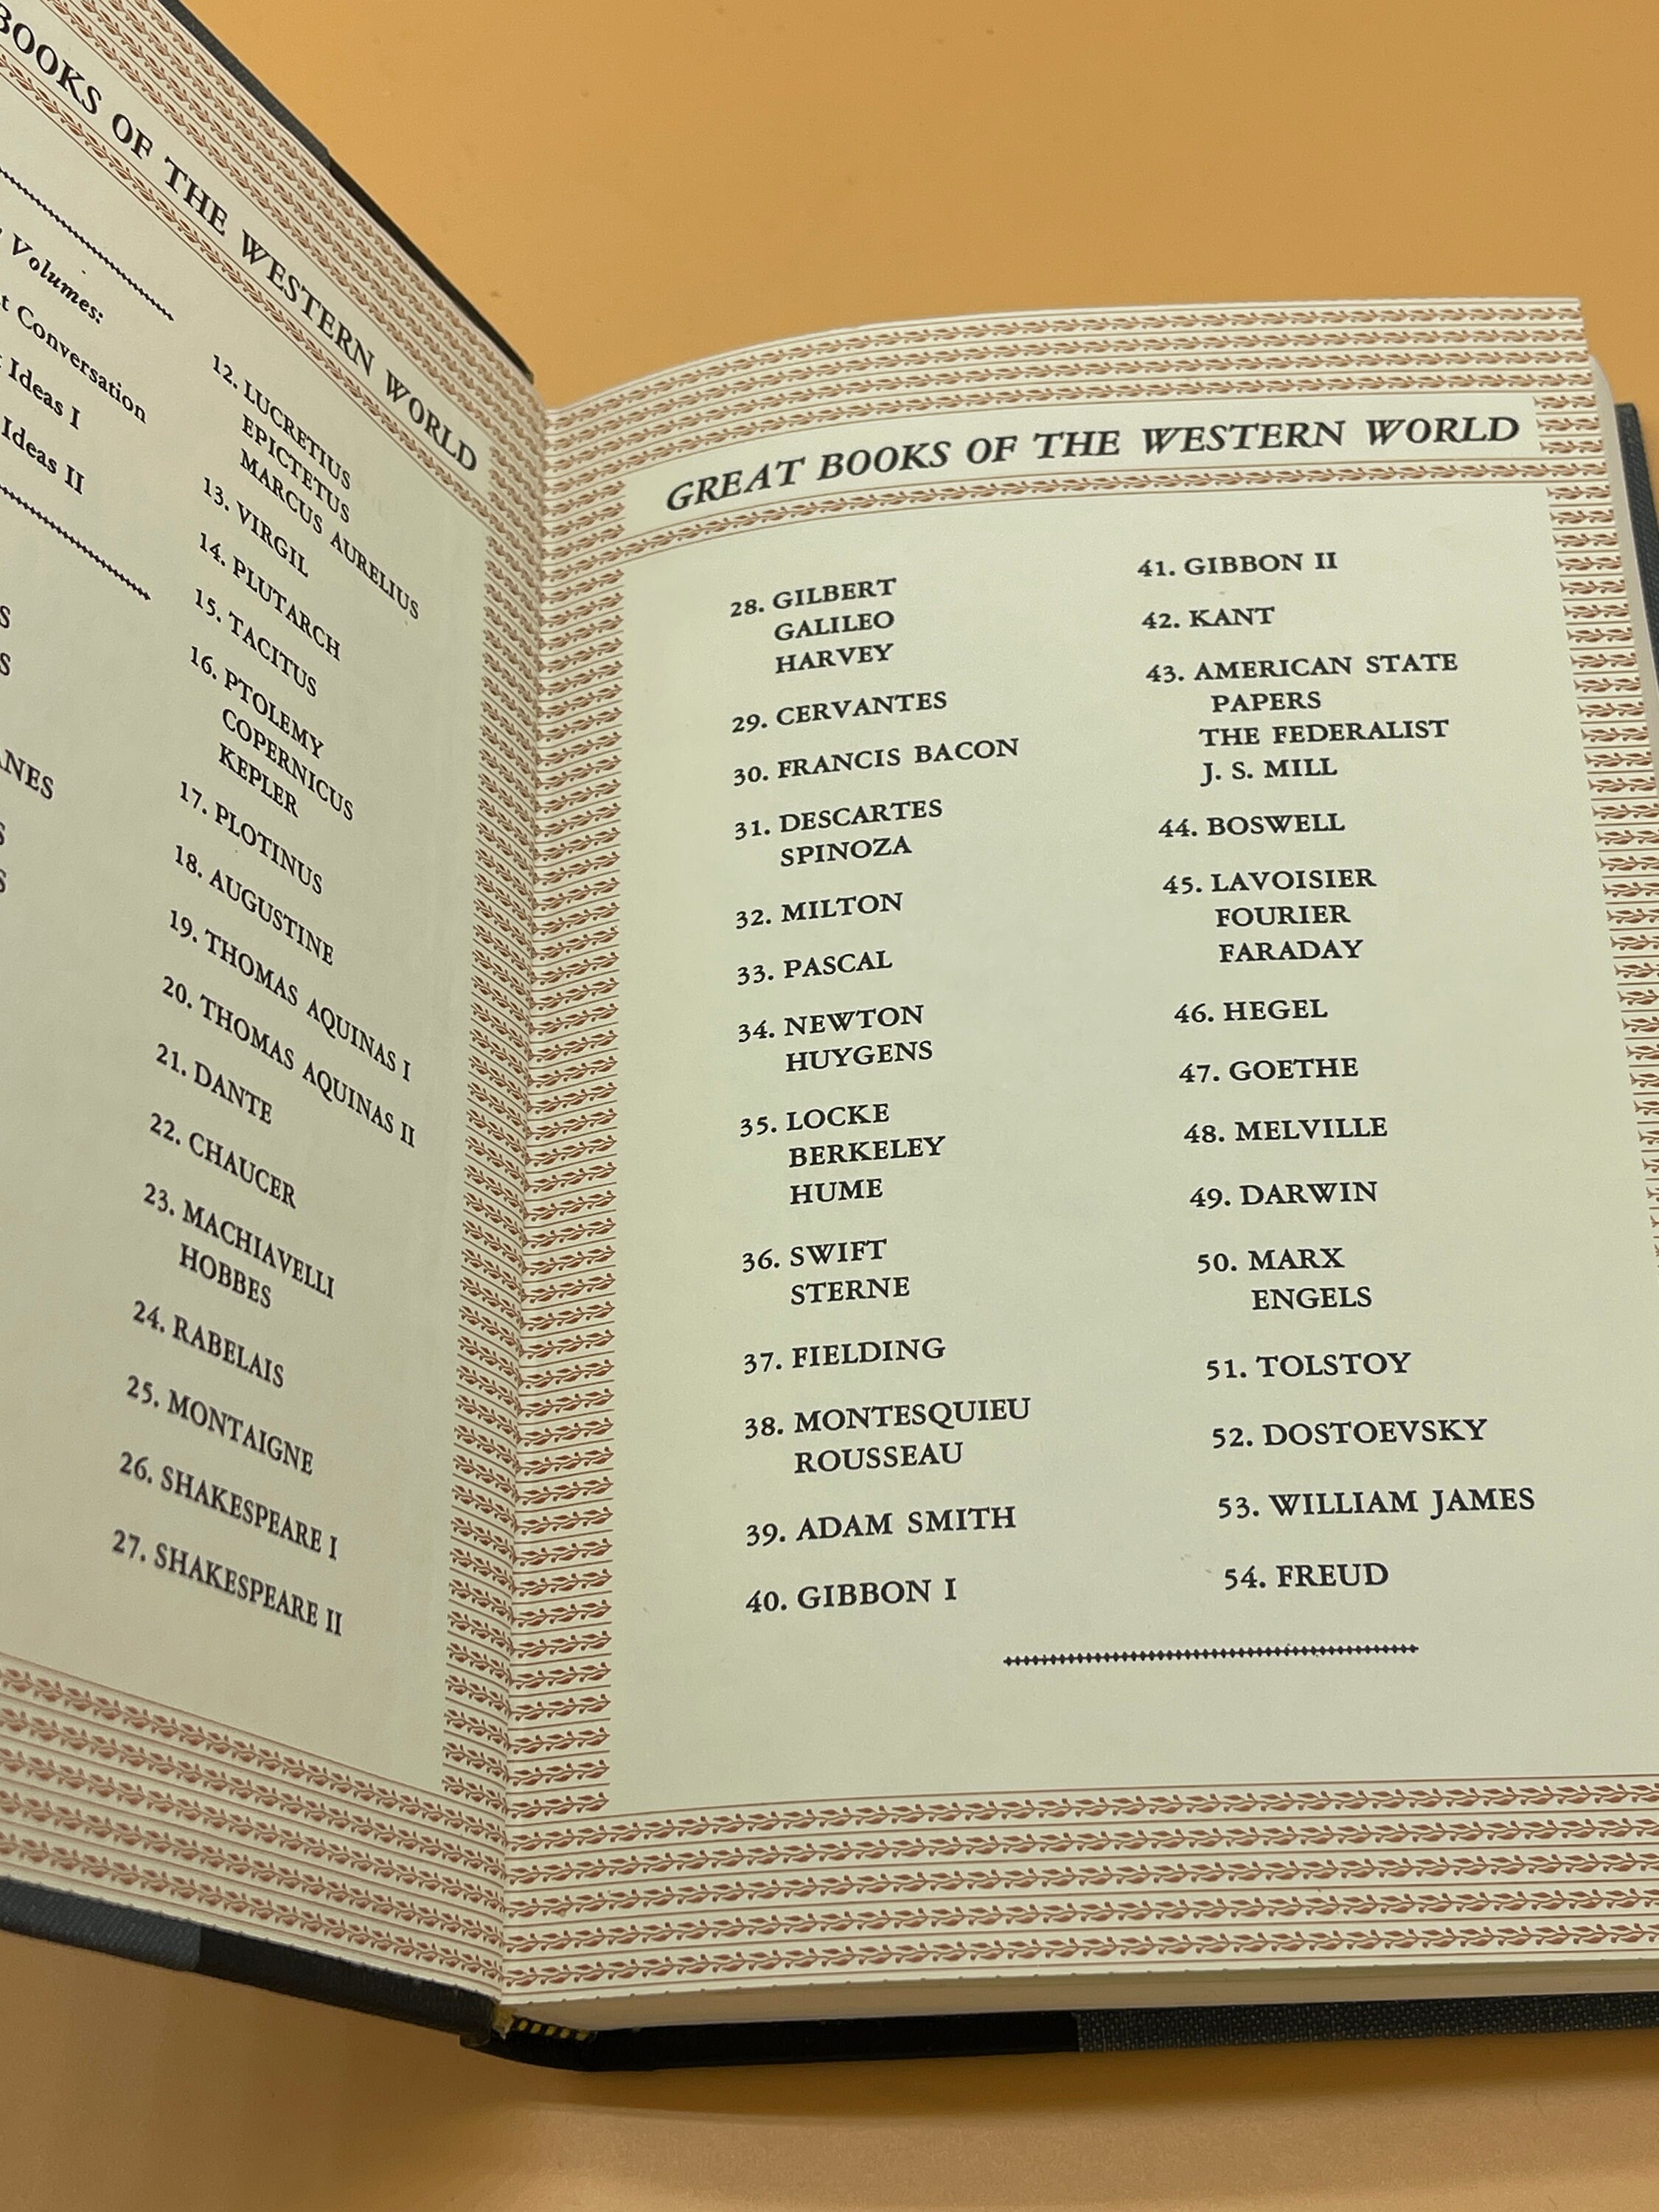 BOOKS OF THE WESTERN WORLD
Volumes:
Conversation
Ideas I
Ideas II
12. LUCRETIUS
EPICTETUS
MARCUS AURELIUS
13. VIRGIL
14. PLUTARCH
15. TACITUS
16. PTOLEMY
COPERNICUS
KEPLER
17. PLOTINUS
18. AUGUSTINE
19. THOMAS AQUINAS I
20. THOMAS AQUINAS II
21. DANTE
22. CHAUCER
23. MACHIAVELLI
HOBBES
24. RABELAIS
25. MONTAIGNE
26. SHAKESPEARE I
27. SHAKESPEARE II
GREAT BOOKS OF THE WESTERN WORLD
28. GILBERT
GALILEO
HARVEY
29. CERVANTES
30. FRANCIS BACON
31. DESCARTES
SPINOZA
32. MILTON
33. PASCAL
34. NEWTON
HUYGENS
35. LOCKE
BERKELEY
HUME
36. SWIFT
STERNE
37. FIELDING
38. MONTESQUIEU
ROUSSEAU
39. ADAM SMITH
40. GIBBON I
41. GIBBON II
42. KANT
43. AMERICAN STATE
PAPERS
THE FEDERALIST
J. S. MILL
44. BOSWELL
45. LAVOISIER
FOURIER
FARADAY
46. HEGEL
47. GOETHE
48. MELVILLE
49. DARWIN
50. MARX
ENGELS
51. TOLSTOY
52. DOSTOEVSKY
53. WILLIAM JAMES
54. FREUD